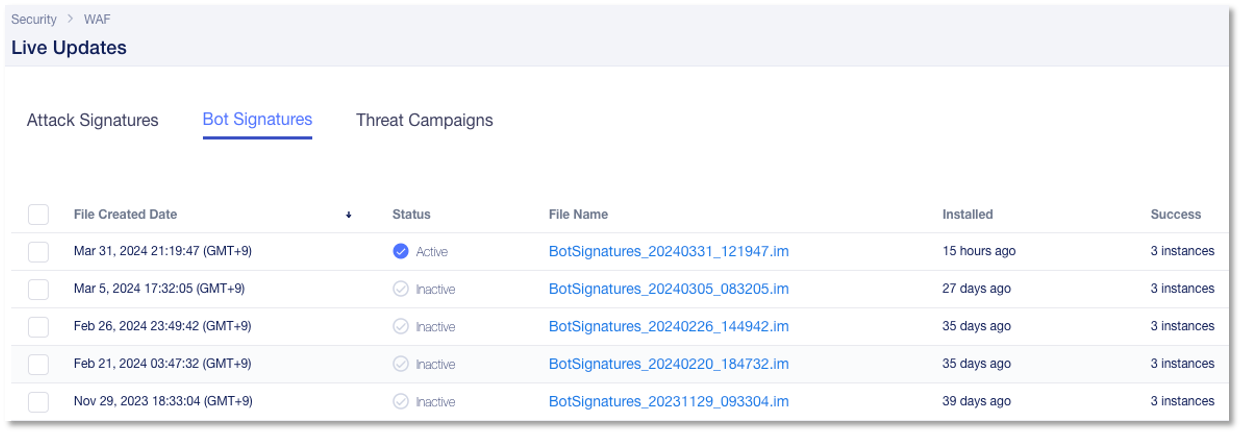 Security > WAF
Live Updates
Attack Signatures Bot Signatures Threat Campaigns
File Created Date Status File Name Installed Success
Mar 31, 2024 21:19:47 (GMT+9) Active BotSignatures_20240331_121947.im 15 hours ago 3 instances
Mar 5, 2024 17:32:05 (GMT+9) Inactive BotSignatures_20240305_083205.im 27 days ago 3 instances
Feb 26, 2024 23:49:42 (GMT+9) Inactive BotSignatures_20240226_144942.im 35 days ago 3 instances
Feb 21, 2024 03:47:32 (GMT+9) Inactive BotSignatures_20240220_184732.im 35 days ago 3 instances
Nov 29, 2023 18:33:04 (GMT+9) Inactive BotSignatures_20231129_093304.im 39 days ago 3 instances